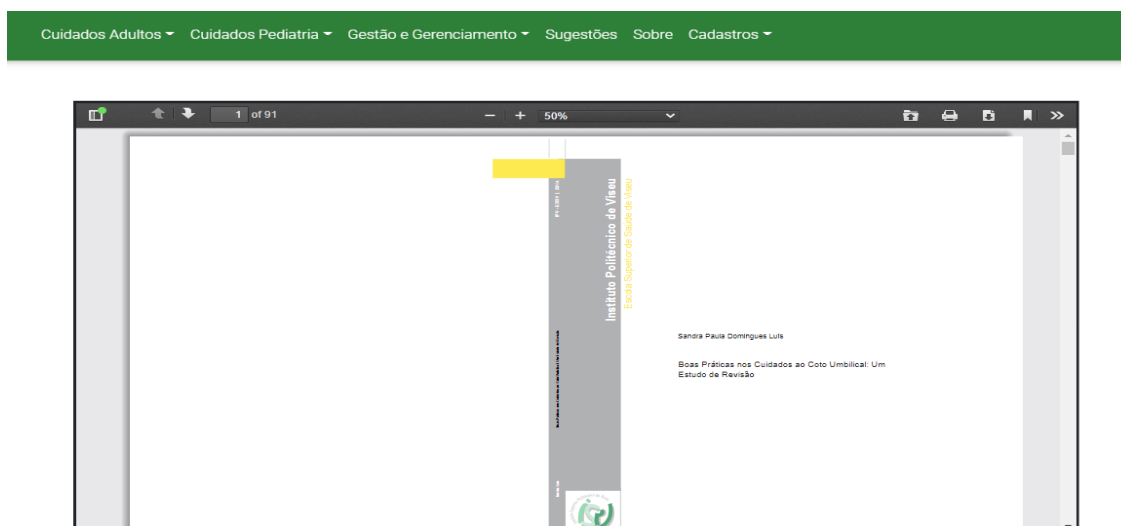 Cuidados Adultos Cuidados Pediatria Gestão e Gerenciamento Sugestões Sobre Cadastros
1 of 91 50%
Instituto Politécnico de Viseu
Escola Superior de Saúde de Viseu
Sandra Paula Domingues Luís
Boas Práticas nos Cuidados ao Coto Umbilical: Um
Estudo de Revisão